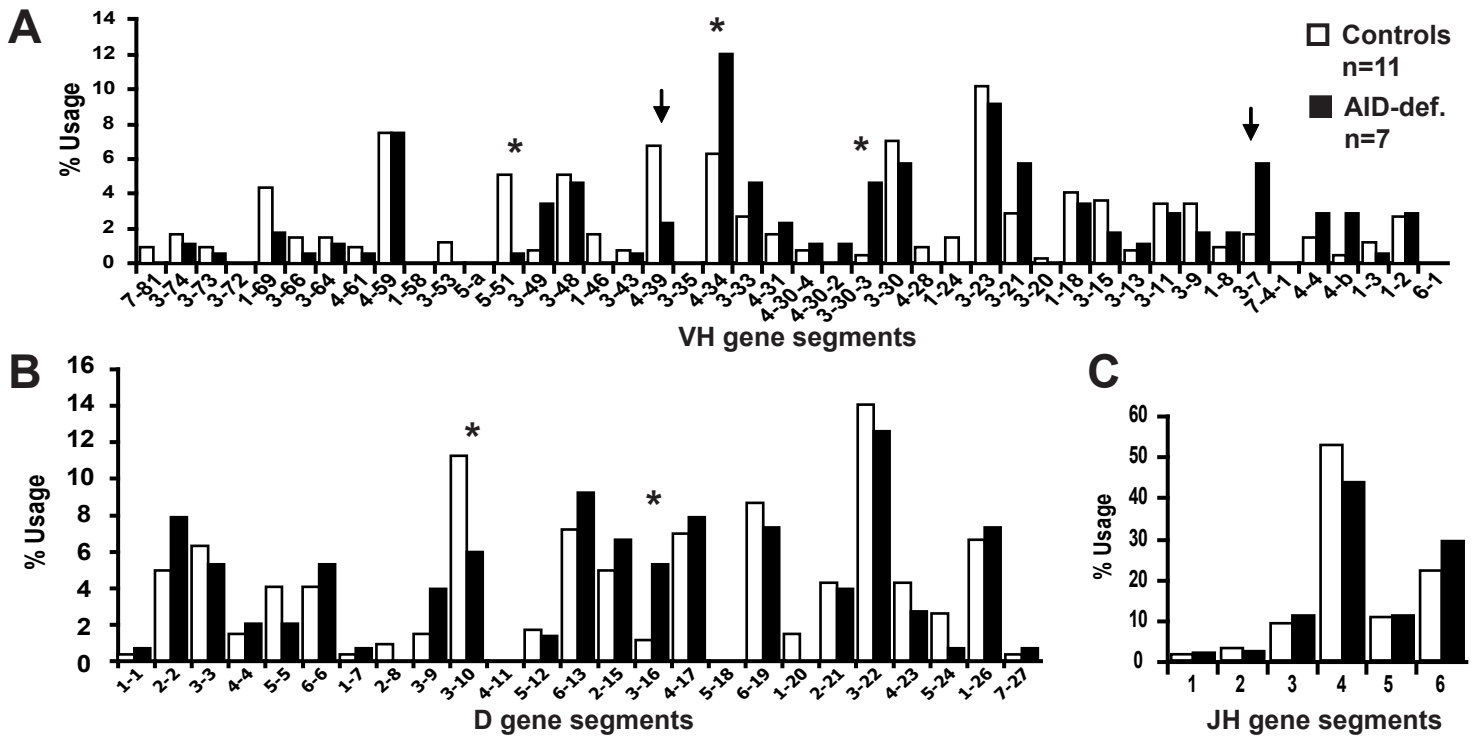 A
14
12
10
8
6
4
2
0
% Usage
*
*
*
Controls
n=11
AID-def.
n=7
7-81 3-74 3-73 3-72 1-69 3-66 3-64 4-61 4-59 1-58 3-53 5-a 5-51 3-49 3-48 1-46 3-43 4-39 3-35 4-34 3-33 4-31 4-30-4 4-30-2 3-30-3 3-30 4-28 1-24 3-23 3-21 3-20 1-18 3-15 3-13 3-11 3-9 1-8 3-7 7-4-1 4-4 4-b 1-3 1-2 6-1
VH gene segments
B
16
14
12
10
8
6
4
2
0
% Usage
*
*
1-1 2-2 3-3 4-4 5-5 6-6 1-7 2-8 3-9 3-10 4-11 5-12 6-13 2-15 3-16 4-17 5-18 6-19 1-20 2-21 3-22 4-23 5-24 1-26 7-27
D gene segments
C
60
50
40
30
20
10
0
% Usage
1 2 3 4 5 6
JH gene segments